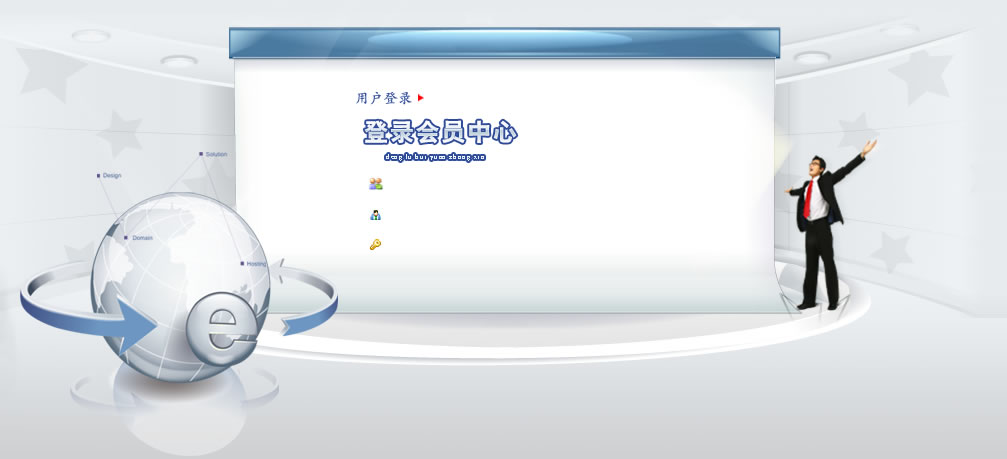 用户登录
登录会员中心
deng lu hui yuan zhong xin
Solution
Design
Domain
Hosting
e